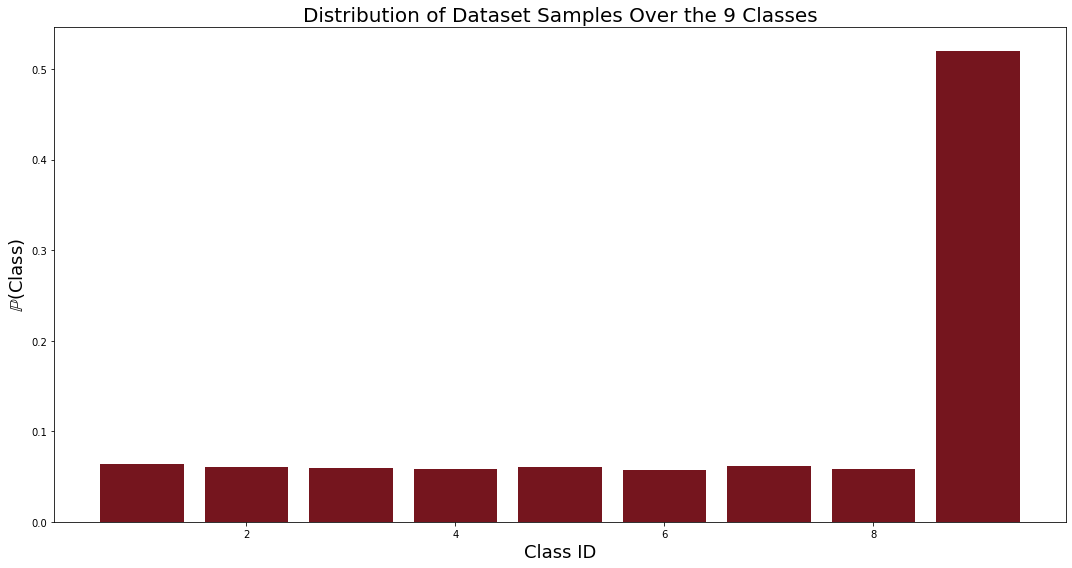 Distribution of Dataset Samples Over the 9 Classes
0.5
0.4
0.3
0.2
0.1
0.0
ℙ(Class)
2 4 6 8
Class ID